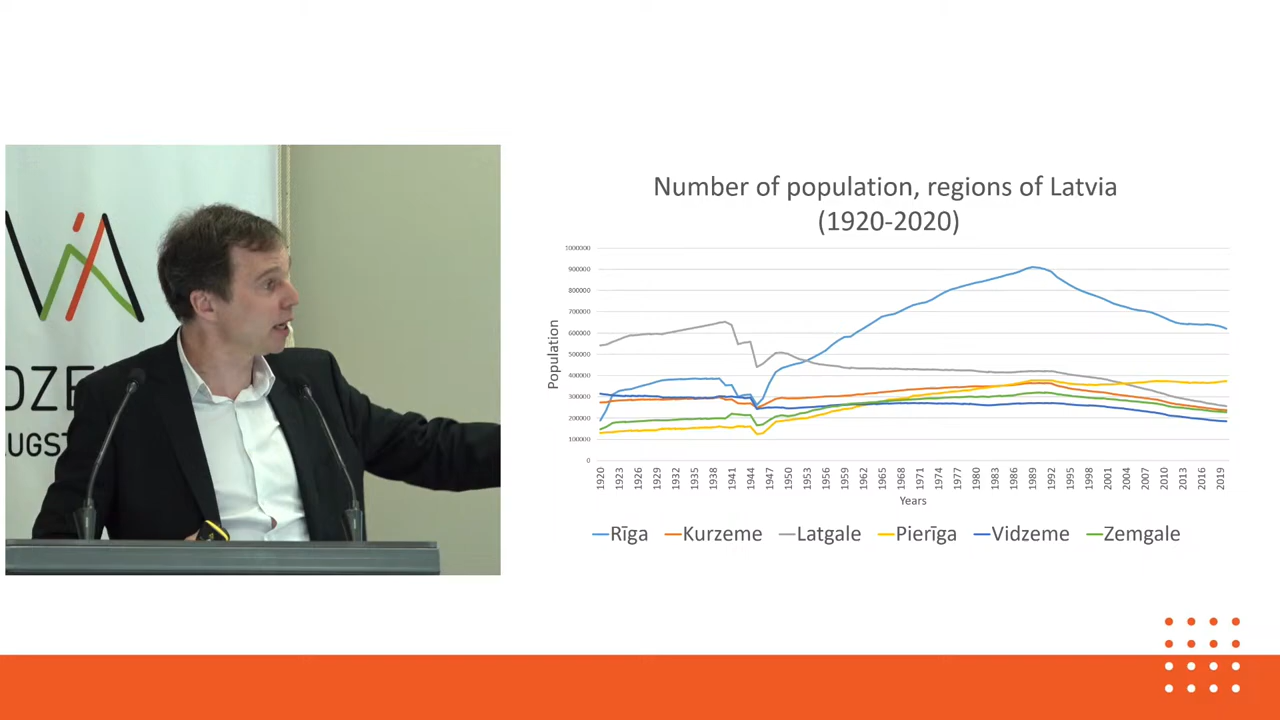 DZE
UGST
Number of population, regions of Latvia
(1920-2020)
1000000
900000
800000
700000
600000
500000
400000
300000
200000
100000
0
Population
1920 1923 1926 1929 1932 1935 1938 1941 1944 1947 1950 1953 1956 1959 1962 1965 1968 1971 1974 1977 1980 1983 1986 1989 1992 1995 1998 2001 2004 2007 2010 2013 2016 2019
Years
Rīga Kurzeme Latgale Pierīga Vidzeme Zemgale